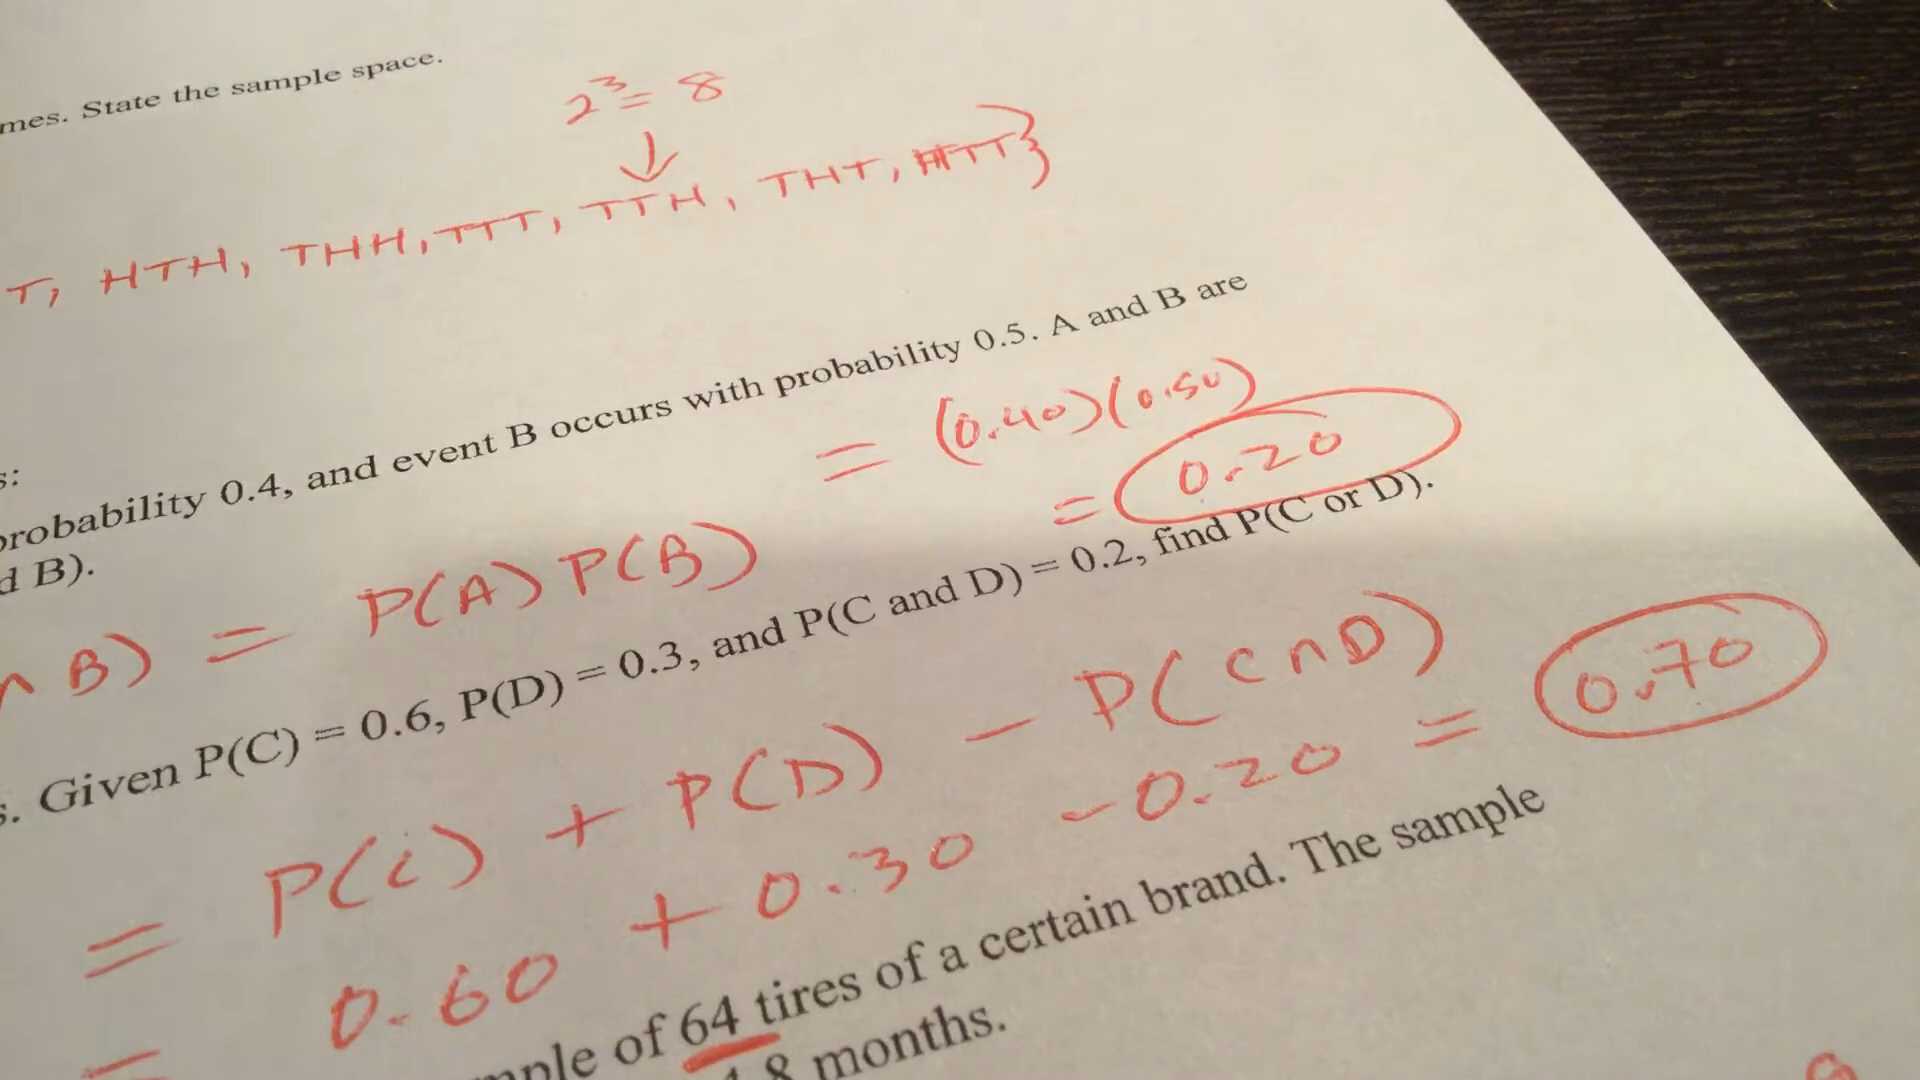 mes. State the sample space.
2³ = 8
↓
T, HTH, THH, TTT, TTH, THT, HTT}
s:
probability 0.4, and event B occurs with probability 0.5. A and B are
d B).
= (0.40)(0.50)
∩ B) = P(A) P(B)
= 0.20
s. Given P(C) = 0.6, P(D) = 0.3, and P(C and D) = 0.2, find P(C or D).
= P(C) + P(D) - P(C∩D)
= 0.60 + 0.30 - 0.20 = 0.70
mple of 64 tires of a certain brand. The sample
8 months.